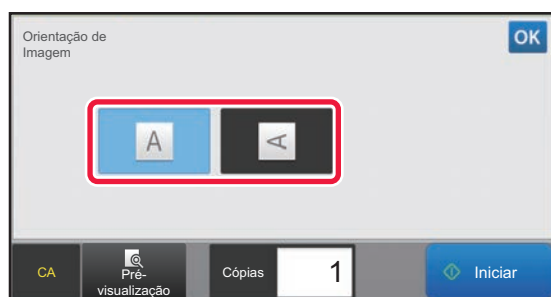 Orientação de
Imagem
OK
A
A
CA
Pré-
visualização
Cópias
1
Iniciar